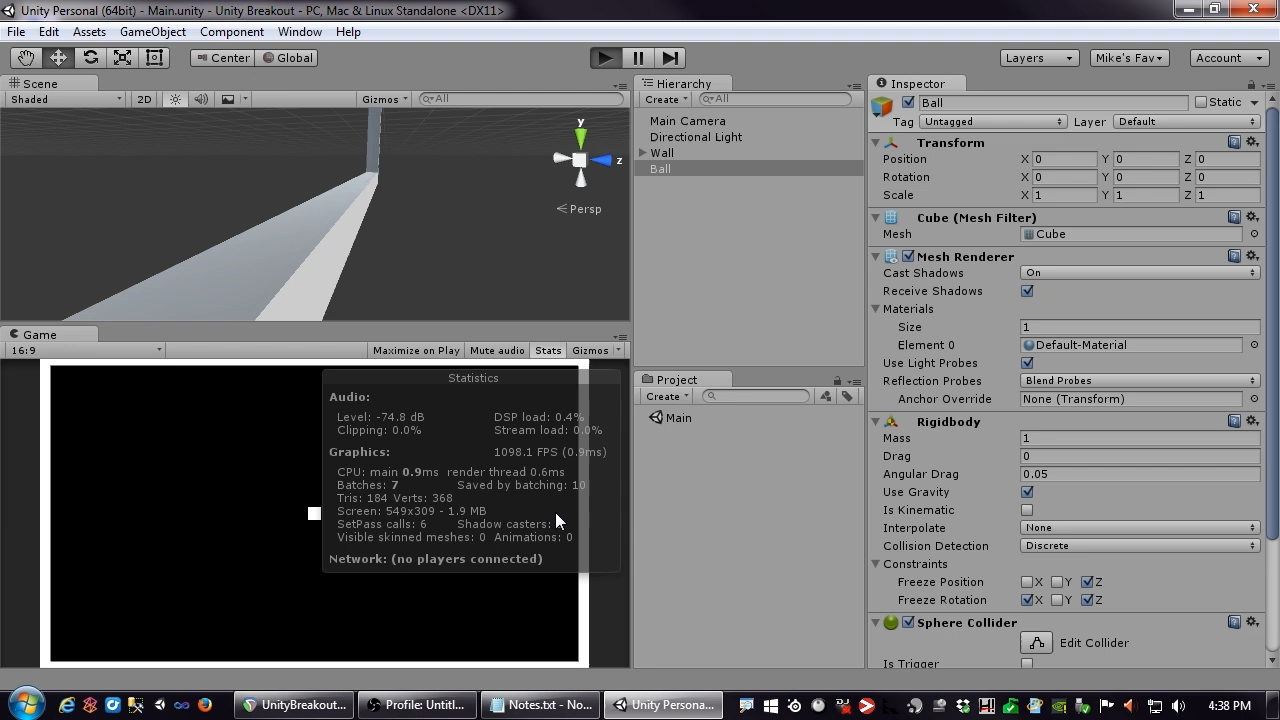 Unity Personal (64bit) - Main.unity - Unity Breakout - PC, Mac & Linux Standalone <DX11>
File Edit Assets GameObject Component Window Help
Center Global Layers Mike's Fav Account
Scene
Shaded 2D Gizmos All
y
z
Persp
Game
16:9 Maximize on Play Mute audio Stats Gizmos
Statistics
Audio:
Level: -74.8 dB DSP load: 0.4%
Clipping: 0.0% Stream load: 0.0%
Graphics: 1098.1 FPS (0.9ms)
CPU: main 0.9ms render thread 0.6ms
Batches: 7 Saved by batching: 10
Tris: 184 Verts: 368
Screen: 549x309 - 1.9 MB
SetPass calls: 6 Shadow casters:
Visible skinned meshes: 0 Animations: 0
Network: (no players connected)
Hierarchy
Create All
Main Camera
Directional Light
Wall
Ball
Project
Create
Main
Inspector
Ball Static
Tag Untagged Layer Default
Transform
Position X 0 Y 0 Z 0
Rotation X 0 Y 0 Z 0
Scale X 1 Y 1 Z 1
Cube (Mesh Filter)
Mesh Cube
Mesh Renderer
Cast Shadows On
Receive Shadows
Materials
Size 1
Element 0 Default-Material
Use Light Probes
Reflection Probes Blend Probes
Anchor Override None (Transform)
Rigidbody
Mass 1
Drag 0
Angular Drag 0.05
Use Gravity
Is Kinematic
Interpolate None
Collision Detection Discrete
Constraints
Freeze Position X Y Z
Freeze Rotation X Y Z
Sphere Collider
Edit Collider
Is Trigger
UnityBreakout... Profile: Untitl... Notes.txt - No... Unity Persona... 4:38 PM